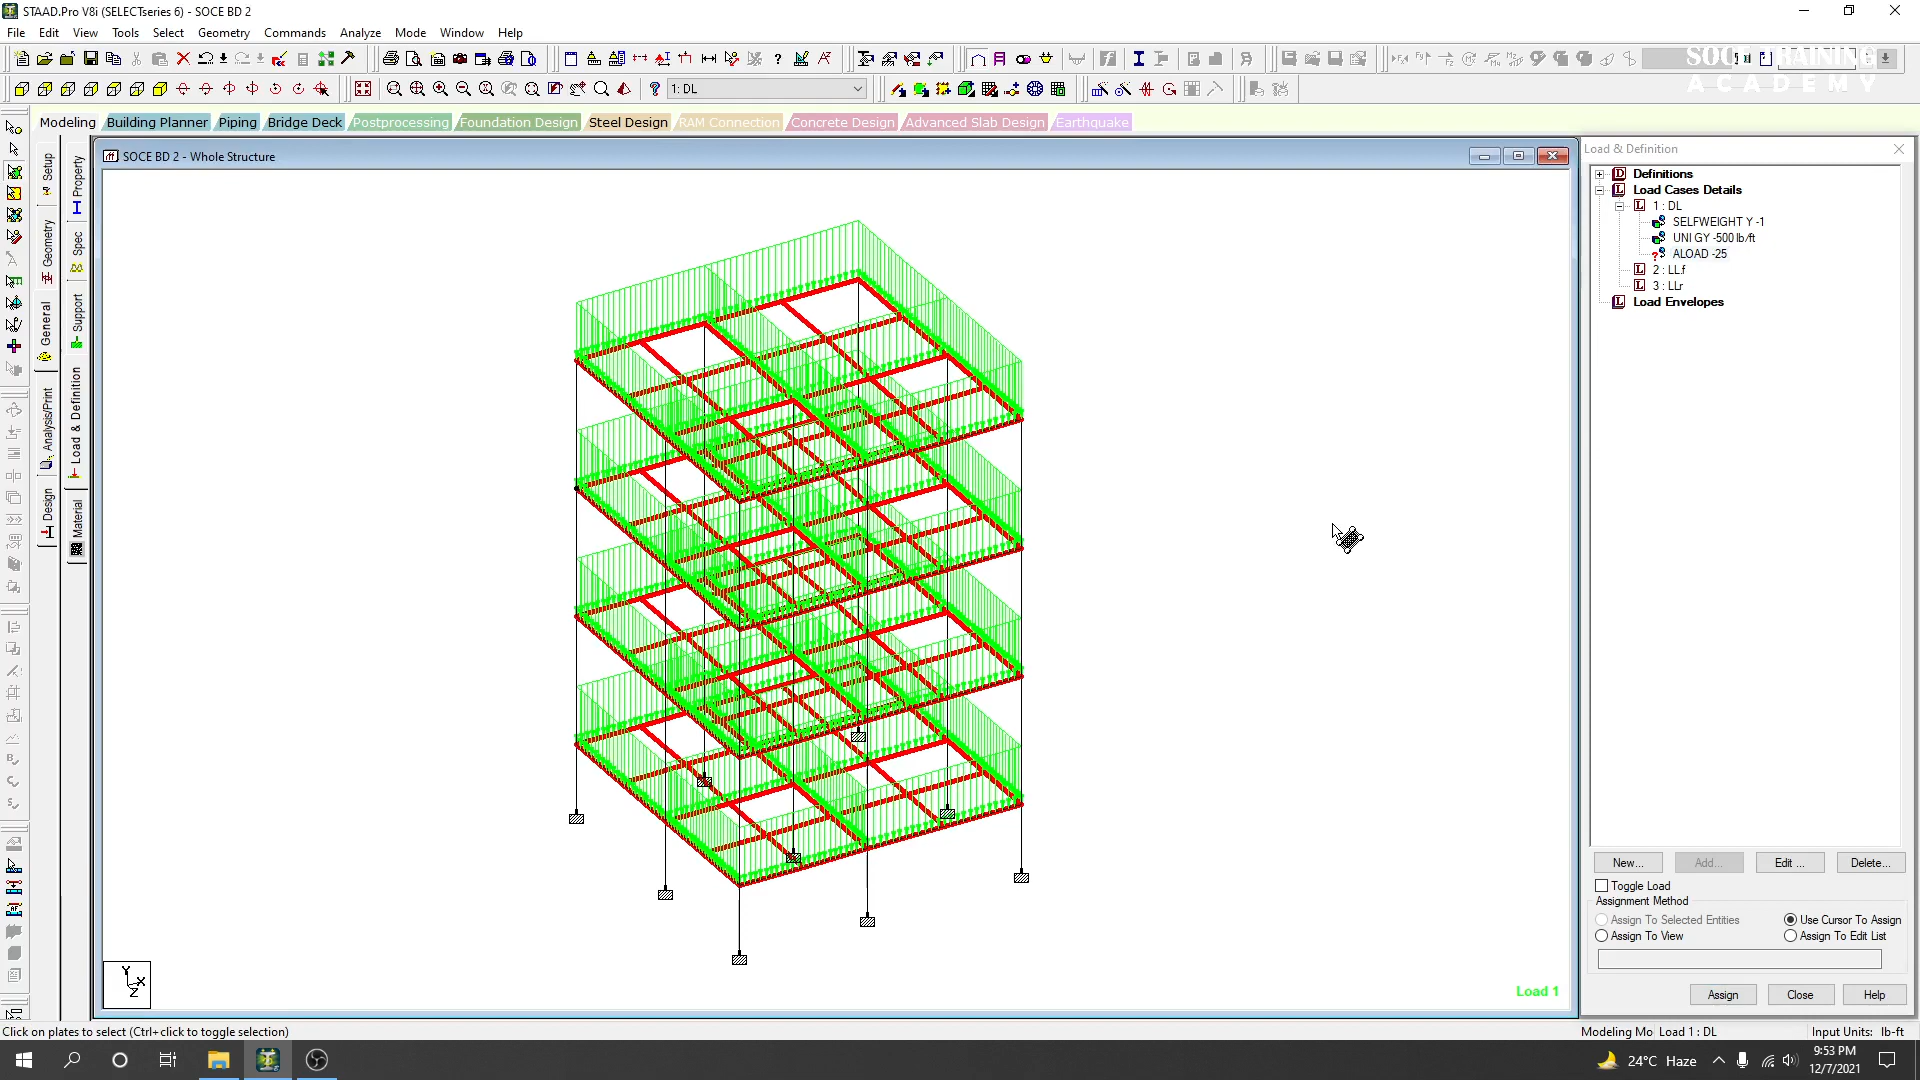 STAAD.Pro V8i (SELECTseries 6) - SOCE BD 2
File Edit View Tools Select Geometry Commands Analyze Mode Window Help
SOCE TRAINING
ACADEMY
1: DL
Modeling Building Planner Piping Bridge Deck Postprocessing Foundation Design Steel Design RAM Connection Concrete Design Advanced Slab Design Earthquake
SOCE BD 2 - Whole Structure
Setup
Geometry
General
Analysis/Print
Design
Property
Spec
Support
Load & Definition
Material
Y
X
Z
Load 1
Load & Definition
Definitions
Load Cases Details
1 : DL
SELFWEIGHT Y -1
UNI GY -500 lb/ft
ALOAD -25
2 : LLf
3 : LLr
Load Envelopes
New... Add... Edit ... Delete...
Toggle Load
Assignment Method
Assign To Selected Entities Use Cursor To Assign
Assign To View Assign To Edit List
Assign Close Help
Click on plates to select (Ctrl+click to toggle selection) Modeling Mo Load 1 : DL Input Units: lb-ft
24°C Haze
9:53 PM
12/7/2021